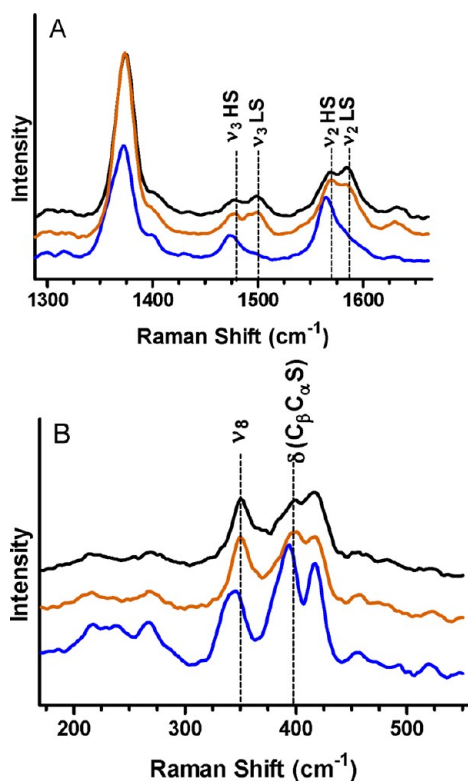 A
Intensity
ν3 HS
ν3 LS
ν2 HS
ν2 LS
1300 1400 1500 1600
Raman Shift (cm-1)
B
Intensity
ν8
δ (CβCαS)
200 300 400 500
Raman Shift (cm-1)